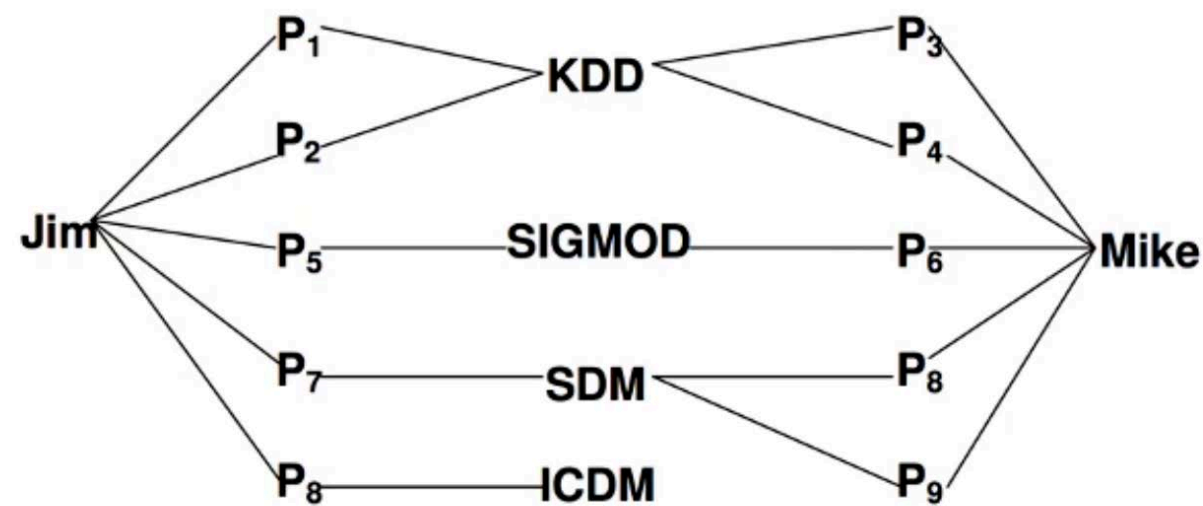 P₁ KDD P₃
P₂ P₄
Jim P₅ SIGMOD P₆ Mike
P₇ SDM P₈
P₈ ICDM P₉